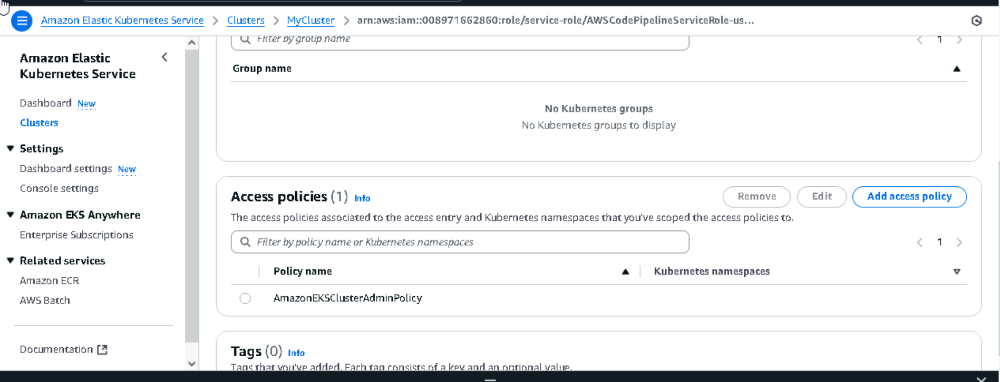 Amazon Elastic Kubernetes Service > Clusters > MyCluster > arn:aws:iam::008971662860:role/service-role/AWSCodePipelineServiceRole-us...
Amazon Elastic
Kubernetes Service
Dashboard New
Clusters
Settings
Dashboard settings New
Console settings
Amazon EKS Anywhere
Enterprise Subscriptions
Related services
Amazon ECR
AWS Batch
Documentation
Filter by group name
1
Group name
No Kubernetes groups
No Kubernetes groups to display
Access policies (1) Info
Remove Edit Add access policy
The access policies associated to the access entry and Kubernetes namespaces that you've scoped the access policies to.
Filter by policy name or Kubernetes namespaces
1
Policy name Kubernetes namespaces
AmazonEKSClusterAdminPolicy
Tags (0) Info
Tags that you've added. Each tag consists of a key and an optional value.